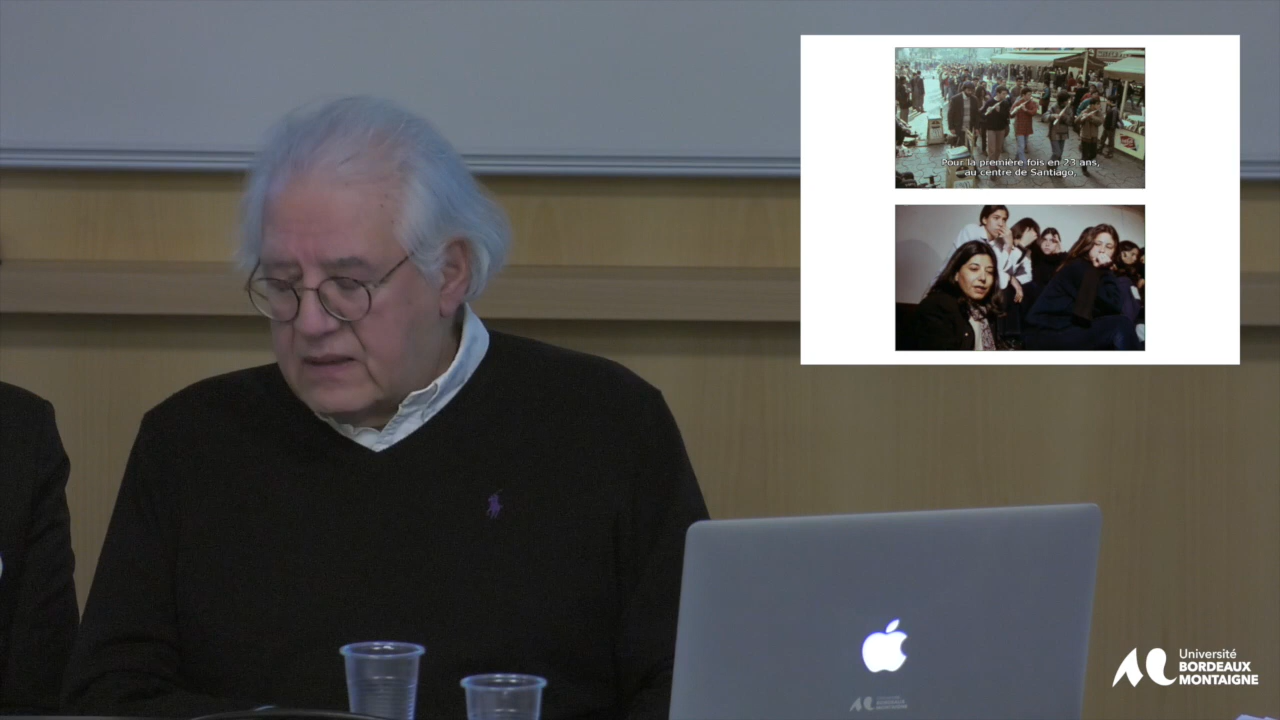 Pour la première fois en 23 ans,
au centre de Santiago,
Université
BORDEAUX
MONTAIGNE